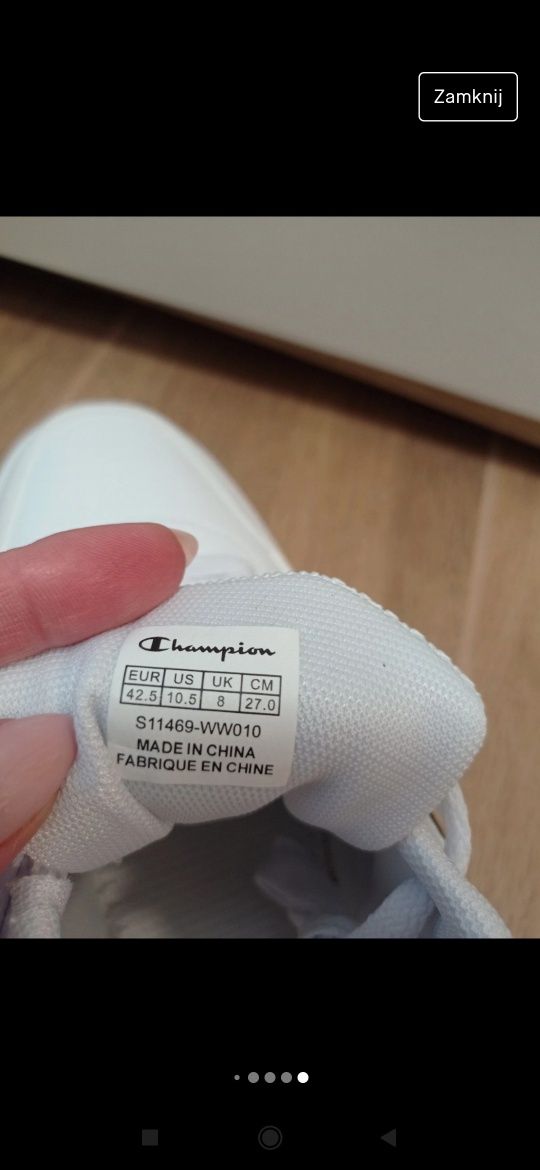 Zamknij
Champion
EUR US UK CM
42.5 10.5 8 27.0
S11469-WW010
MADE IN CHINA
FABRIQUE EN CHINE